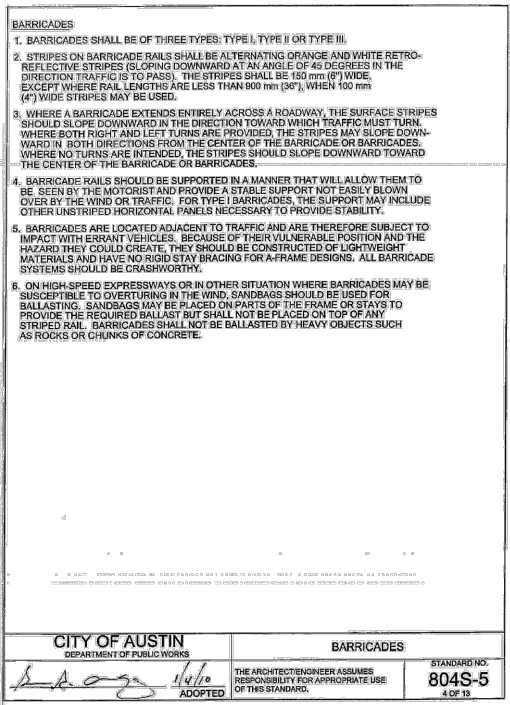 BARRICADES
1. BARRICADES SHALL BE OF THREE TYPES: TYPE I, TYPE II OR TYPE III.
2. STRIPES ON BARRICADE RAILS SHALL BE ALTERNATING ORANGE AND WHITE RETRO-
REFLECTIVE STRIPES (SLOPING DOWNWARD AT AN ANGLE OF 45 DEGREES IN THE
DIRECTION TRAFFIC IS TO PASS). THE STRIPES SHALL BE 150 mm (6") WIDE,
EXCEPT WHERE RAIL LENGTHS ARE LESS THAN 900 mm (36"), WHEN 100 mm
(4") WIDE STRIPES MAY BE USED.
3. WHERE A BARRICADE EXTENDS ENTIRELY ACROSS A ROADWAY, THE SURFACE STRIPES
SHOULD SLOPE DOWNWARD IN THE DIRECTION TOWARD WHICH TRAFFIC MUST TURN.
WHERE BOTH RIGHT AND LEFT TURNS ARE PROVIDED, THE STRIPES MAY SLOPE DOWN-
WARD IN BOTH DIRECTIONS FROM THE CENTER OF THE BARRICADE OR BARRICADES.
WHERE NO TURNS ARE INTENDED, THE STRIPES SHOULD SLOPE DOWNWARD TOWARD
THE CENTER OF THE BARRICADE OR BARRICADES.
4. BARRICADE RAILS SHOULD BE SUPPORTED IN A MANNER THAT WILL ALLOW THEM TO
BE SEEN BY THE MOTORIST AND PROVIDE A STABLE SUPPORT NOT EASILY BLOWN
OVER BY THE WIND OR TRAFFIC. FOR TYPE I BARRICADES, THE SUPPORT MAY INCLUDE
OTHER UNSTRIPED HORIZONTAL PANELS NECESSARY TO PROVIDE STABILITY.
5. BARRICADES ARE LOCATED ADJACENT TO TRAFFIC AND ARE THEREFORE SUBJECT TO
IMPACT WITH ERRANT VEHICLES. BECAUSE OF THEIR VULNERABLE POSITION AND THE
HAZARD THEY COULD CREATE, THEY SHOULD BE CONSTRUCTED OF LIGHTWEIGHT
MATERIALS AND HAVE NO RIGID STAY BRACING FOR A-FRAME DESIGNS. ALL BARRICADE
SYSTEMS SHOULD BE CRASHWORTHY.
6. ON HIGH-SPEED EXPRESSWAYS OR IN OTHER SITUATION WHERE BARRICADES MAY BE
SUSCEPTIBLE TO OVERTURING IN THE WIND, SANDBAGS SHOULD BE USED FOR
BALLASTING. SANDBAGS MAY BE PLACED ON PARTS OF THE FRAME OR STAYS TO
PROVIDE THE REQUIRED BALLAST BUT SHALL NOT BE PLACED ON TOP OF ANY
STRIPED RAIL. BARRICADES SHALL NOT BE BALLASTED BY HEAVY OBJECTS SUCH
AS ROCKS OR CHUNKS OF CONCRETE.
CITY OF AUSTIN
DEPARTMENT OF PUBLIC WORKS
BARRICADES
1/4/10
ADOPTED
THE ARCHITECT/ENGINEER ASSUMES
RESPONSIBILITY FOR APPROPRIATE USE
OF THIS STANDARD.
STANDARD NO.
804S-5
4 OF 13